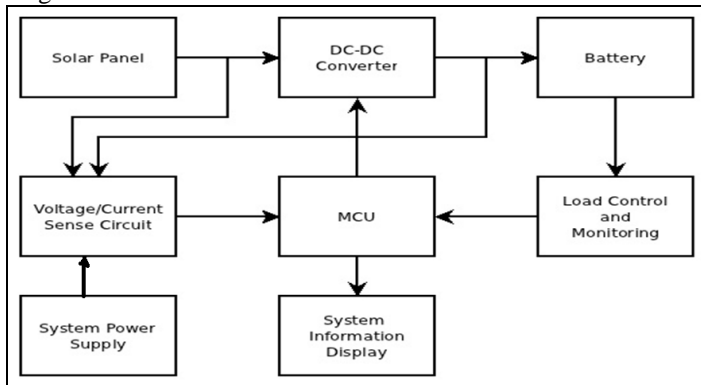 Solar Panel
DC-DC
Converter
Battery
Voltage/Current
Sense Circuit
MCU
Load Control
and
Monitoring
System Power
Supply
System
Information
Display